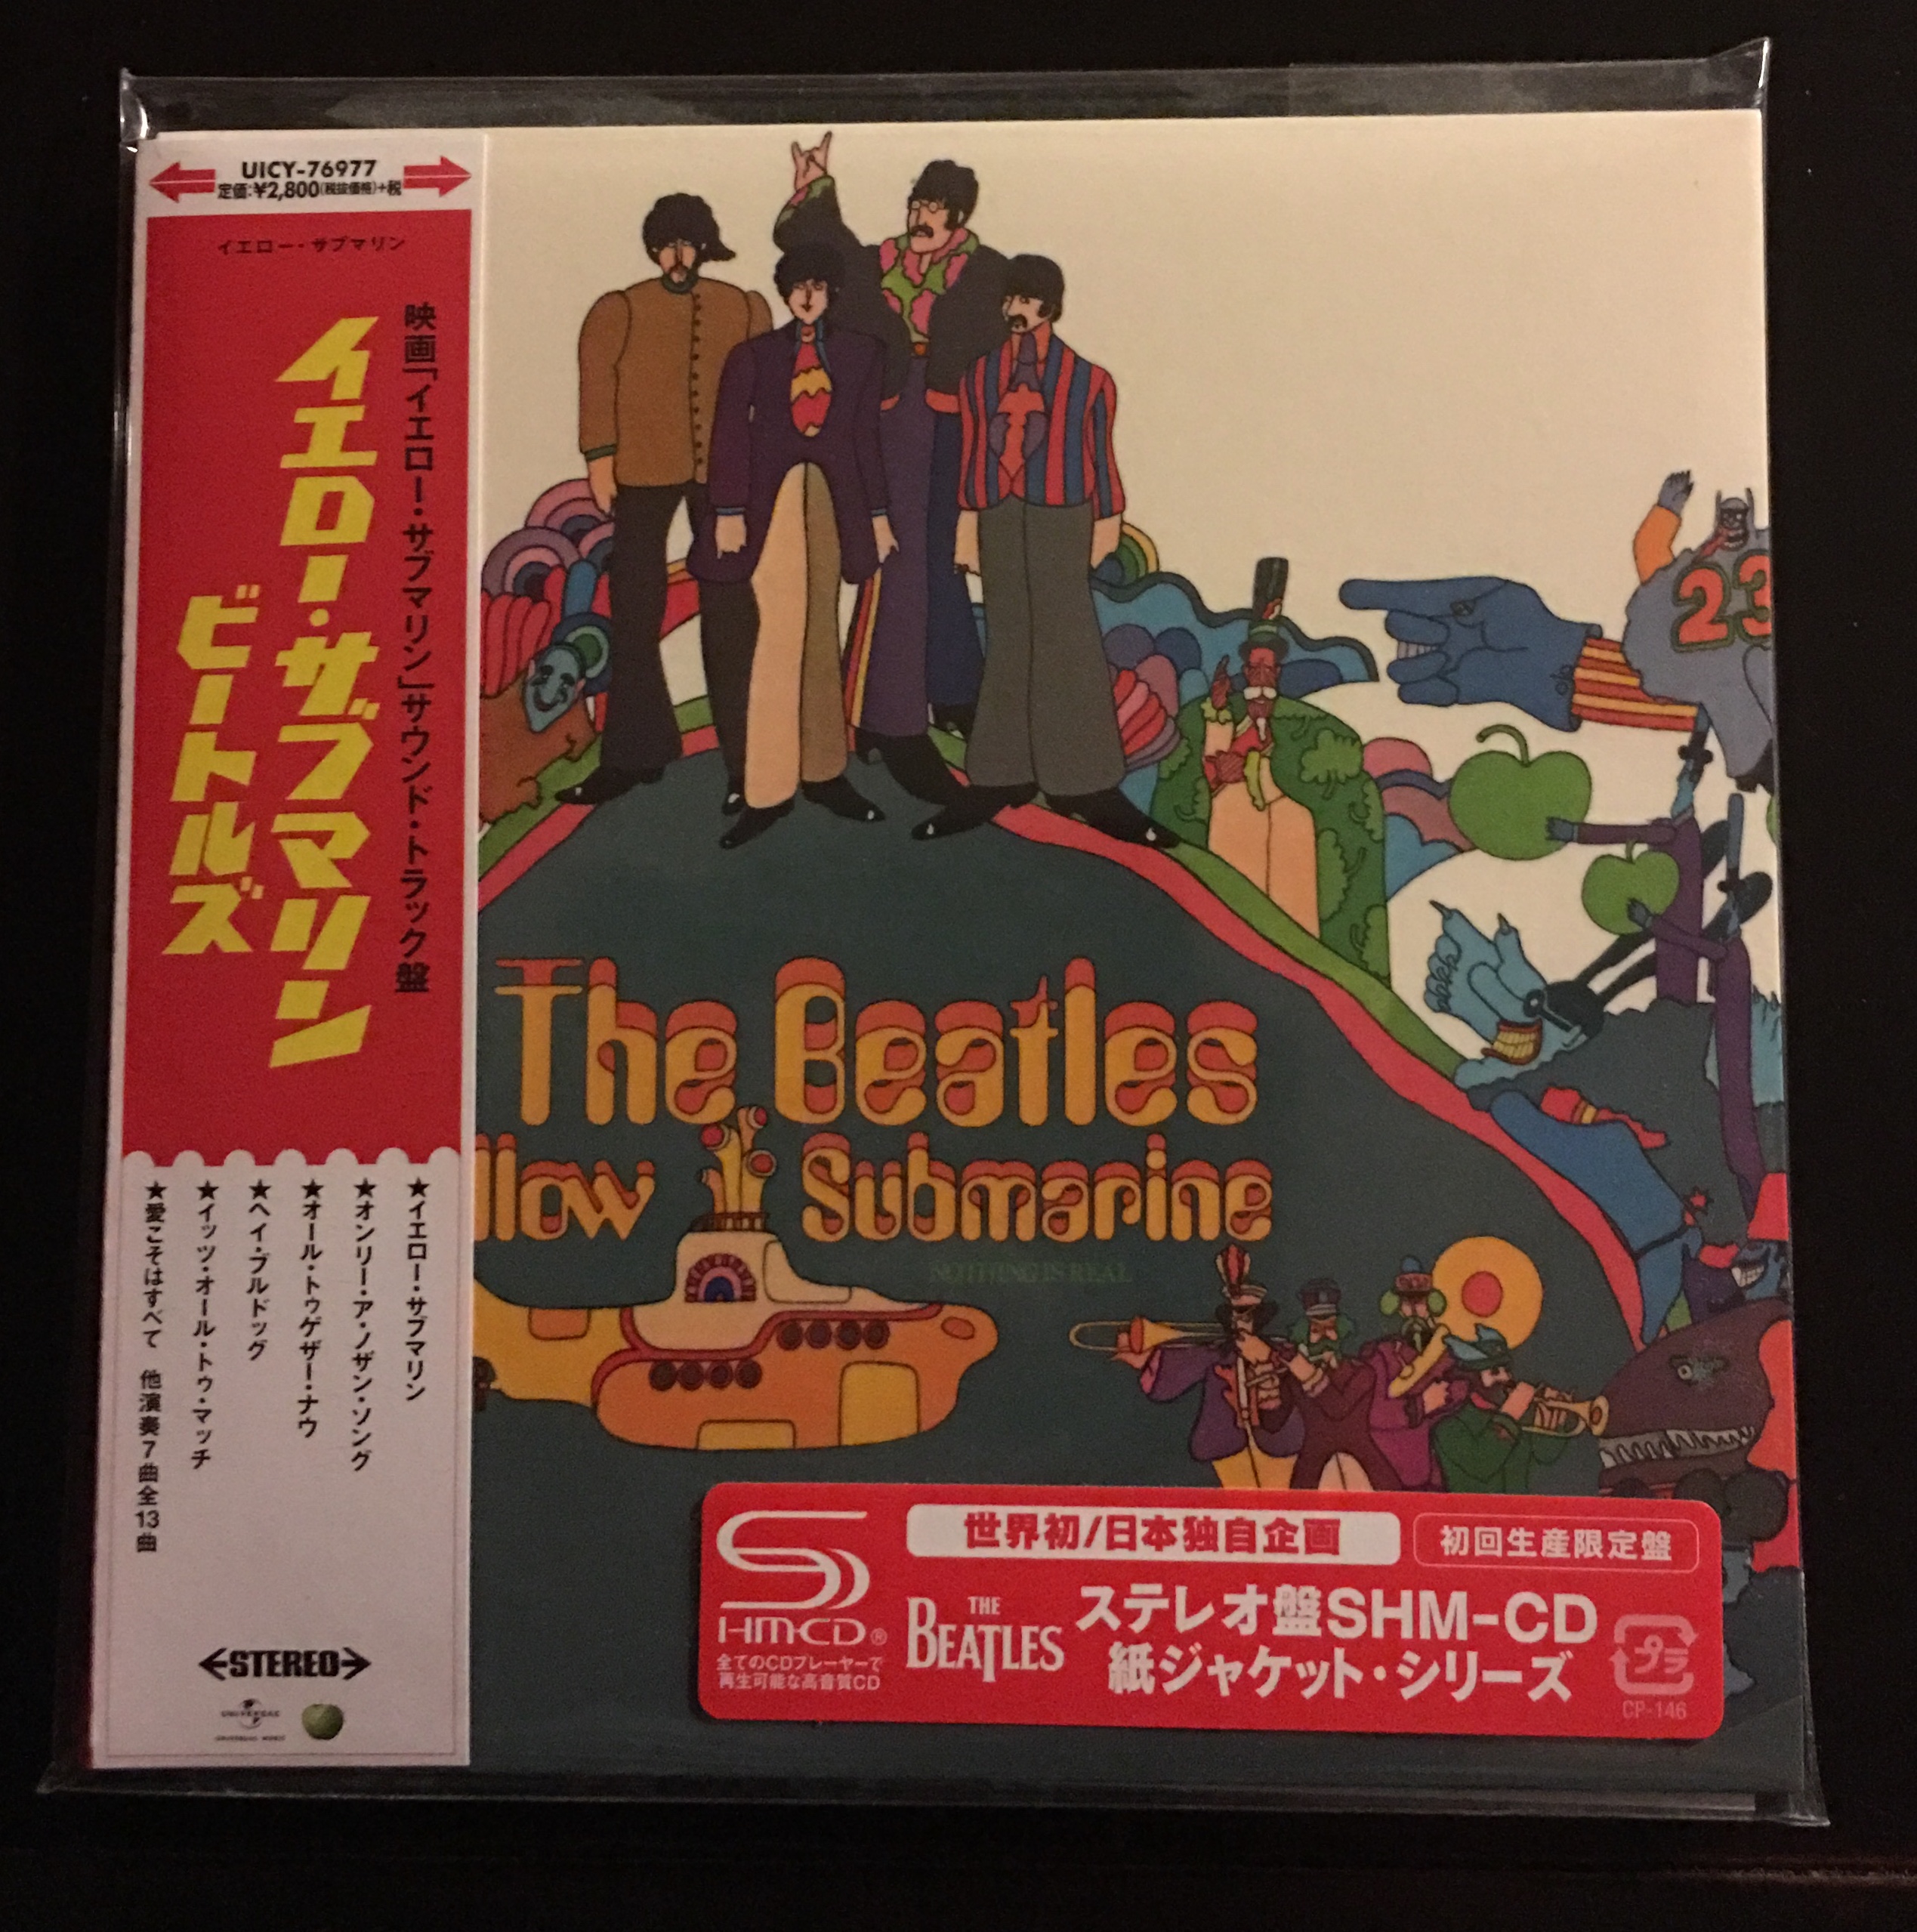 UICY-76977
定価:¥2,800(税抜価格)+税
イエロー・サブマリン
映画「イエロー・サブマリン」サウンド・トラック盤
イエロー・サブマリン
ビートルズ
★イエロー・サブマリン
★オンリー・ア・ノザン・ソング
★オール・トゥゲザー・ナウ
★ヘイ・ブルドッグ
★イッツ・オール・トゥ・マッチ
★愛こそはすべて 他演奏7曲全13曲
STEREO
UNIVERSAL
UNIVERSAL MUSIC
23
The Beatles
llow Submarine
NOTHING IS REAL
世界初/日本独自企画
初回生産限定盤
HM-CD®
全てのCDプレーヤーで
再生可能な高音質CD
THE
BEATLES
ステレオ盤SHM-CD
紙ジャケット・シリーズ
プラ
CP-146